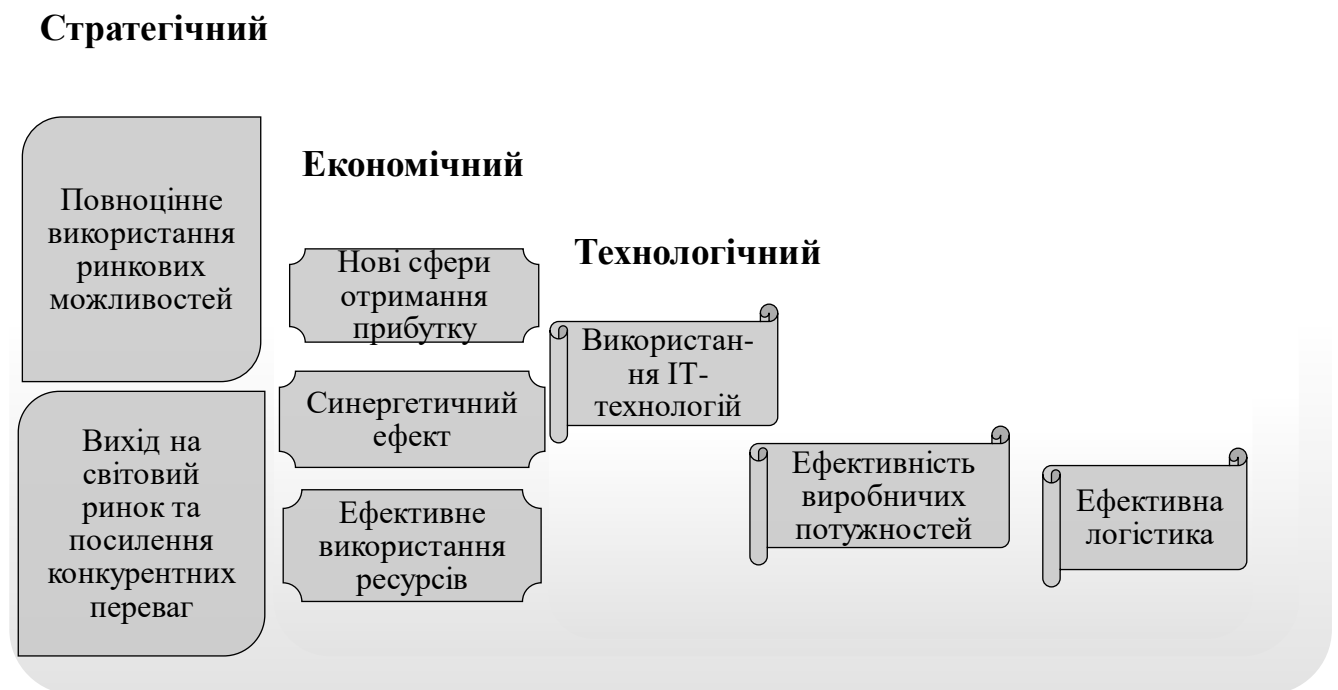 Стратегічний
Повноцінне
використання
ринкових
можливостей
Вихід на
світовий
ринок та
посилення
конкурентних
переваг
Економічний
Нові сфери
отримання
прибутку
Синергетичний
ефект
Ефективне
використання
ресурсів
Технологічний
Використан-
ня ІТ-
технологій
Ефективність
виробничих
потужностей
Ефективна
логістика